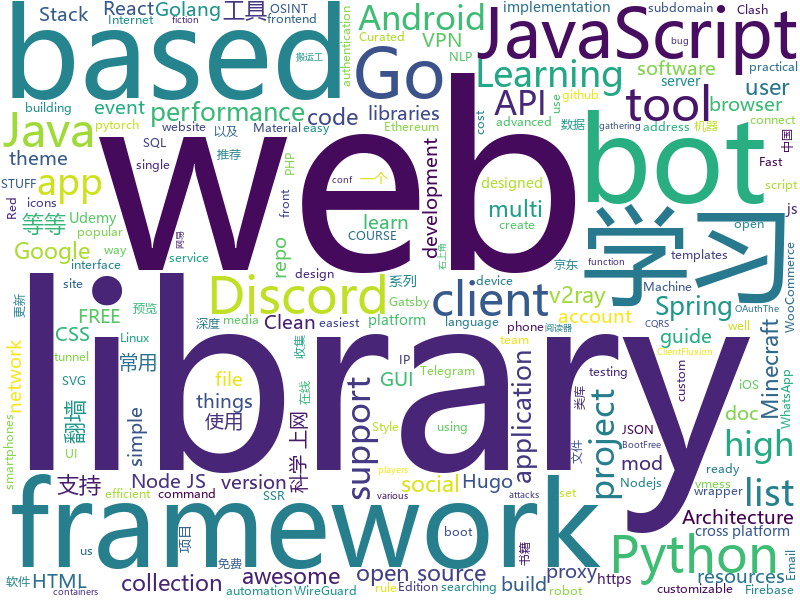 Stack React Golang 工具 OSINT
Internet frontend
fiction Curated VPN NLP
搬运工
authentication
Android
implementation subdomain Clash
bug practical
JavaScript
based
Go
Learning software
server
user
building
event performance
code libraries
API
tool
browser
use github
pytorch
Java
website 以及 Material easy Ethereum
advanced 数据 gathering address 机器 connect
theme
SQL 推荐 PHP cost
Fast 中国
STUFF
single
conf 一个
development
web
bot
script
app
icons
Red
front
learn
designed
multi
js
等等 Udemy
popular
COURSE
create
学习
open
Google
way
service
网易
repo
interface design
Discord
系列
Gatsby
device
京东
function
templates
右上角
site
更新
FREE 预览
深度 media
platform
client
v2ray
Spring
Machine
OAuthThe
CSS
Clean easiest
language phone
account
guide
CQRS
WooCommerce
network
Linux
收集
team
阅读器
well
tunnel
常用
IP
ClientFluxion
library
file
GUI
Telegram
testing
类库
custom
Minecraft
iOS
WhatsApp
翻墙
SVG
things
在线
support
using
application
JSON
doc
smartphones
simple
使用
科学 上网
Style
文件
BootFree
project
mod
Nodejs
ready
UI
支持
Node JS version
social Hugo
wrapper
vmess
high
efficient command
SSR
rule
set
various
attacks
list
framework
Python
Architecture
cross platform
项目
boot
us
players
书籍
resources
软件 HTML
免费
collection
awesome
open source
build
proxy
https
customizable
Email
containers
automation WireGuard
Edition searching
robot
Firebase